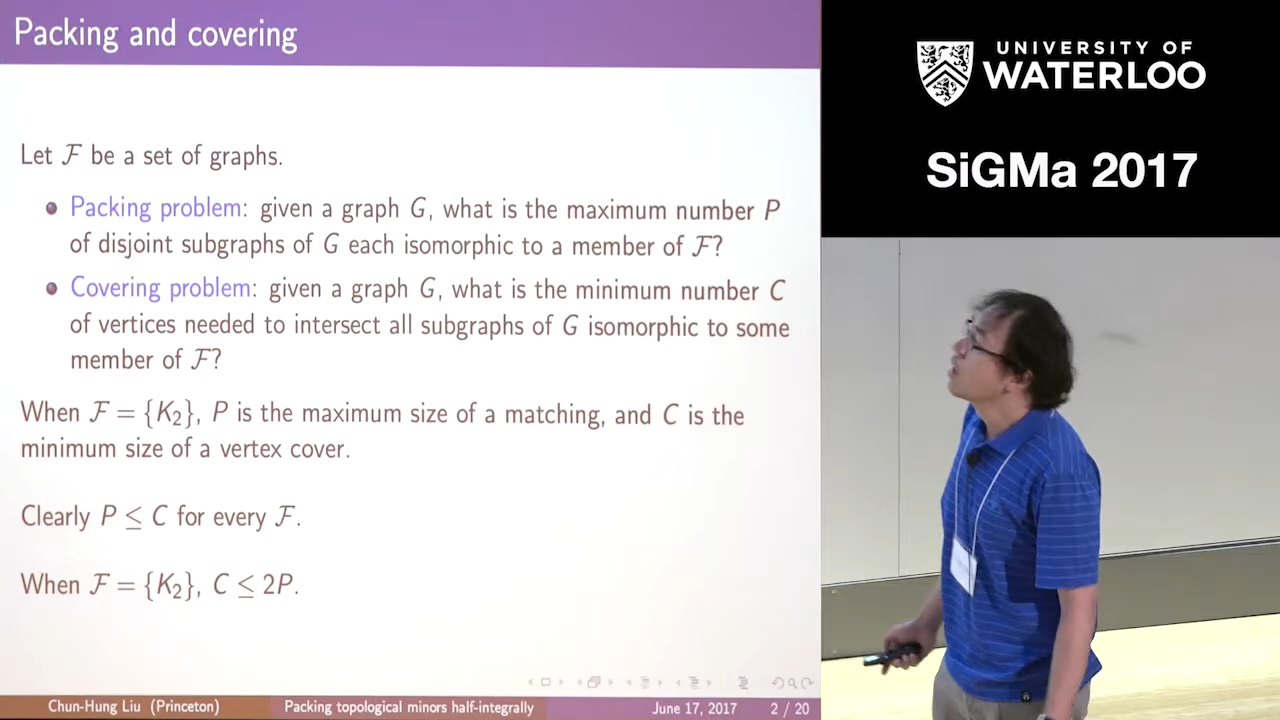 Packing and covering
Let F be a set of graphs.
Packing problem: given a graph G, what is the maximum number P
of disjoint subgraphs of G each isomorphic to a member of F?
Covering problem: given a graph G, what is the minimum number C
of vertices needed to intersect all subgraphs of G isomorphic to some
member of F?
When F = {K₂}, P is the maximum size of a matching, and C is the
minimum size of a vertex cover.
Clearly P ≤ C for every F.
When F = {K₂}, C ≤ 2P.
Chun-Hung Liu (Princeton)
Packing topological minors half-integrally
June 17, 2017
2 / 20
UNIVERSITY OF
WATERLOO
SiGMa 2017